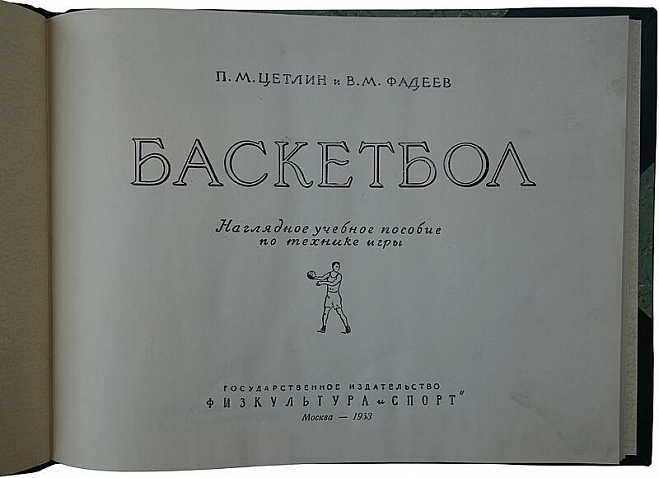 П. М. ЦЕТЛИН и В. М. ФАДЕЕВ
БАСКЕТБОЛ
Наглядное учебное пособие
по технике игры
ГОСУДАРСТВЕННОЕ ИЗДАТЕЛЬСТВО
ФИЗКУЛЬТУРА и СПОРТ"
Москва — 1953